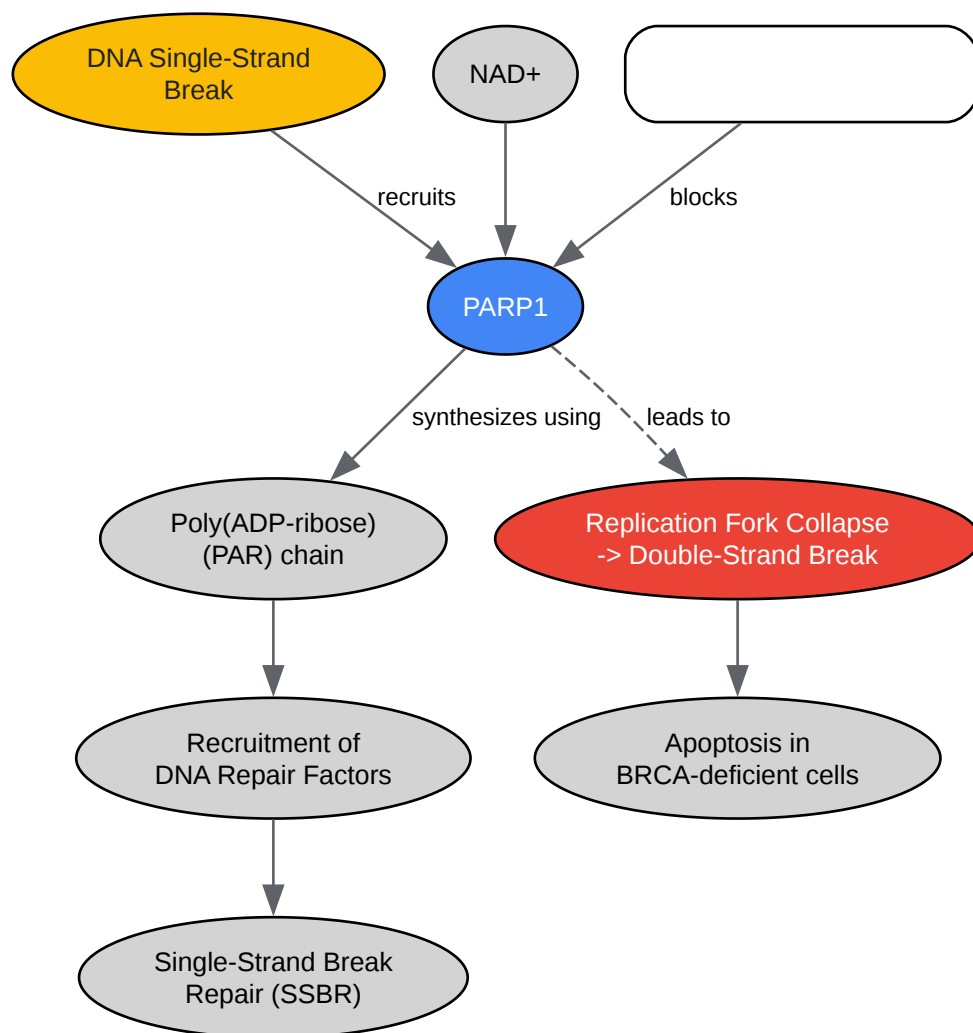 DNA Single-Strand
Break
NAD+
recruits
blocks
PARP1
synthesizes using
leads to
Poly(ADP-ribose)
(PAR) chain
Replication Fork Collapse
-> Double-Strand Break
Recruitment of
DNA Repair Factors
Apoptosis in
BRCA-deficient cells
Single-Strand Break
Repair (SSBR)